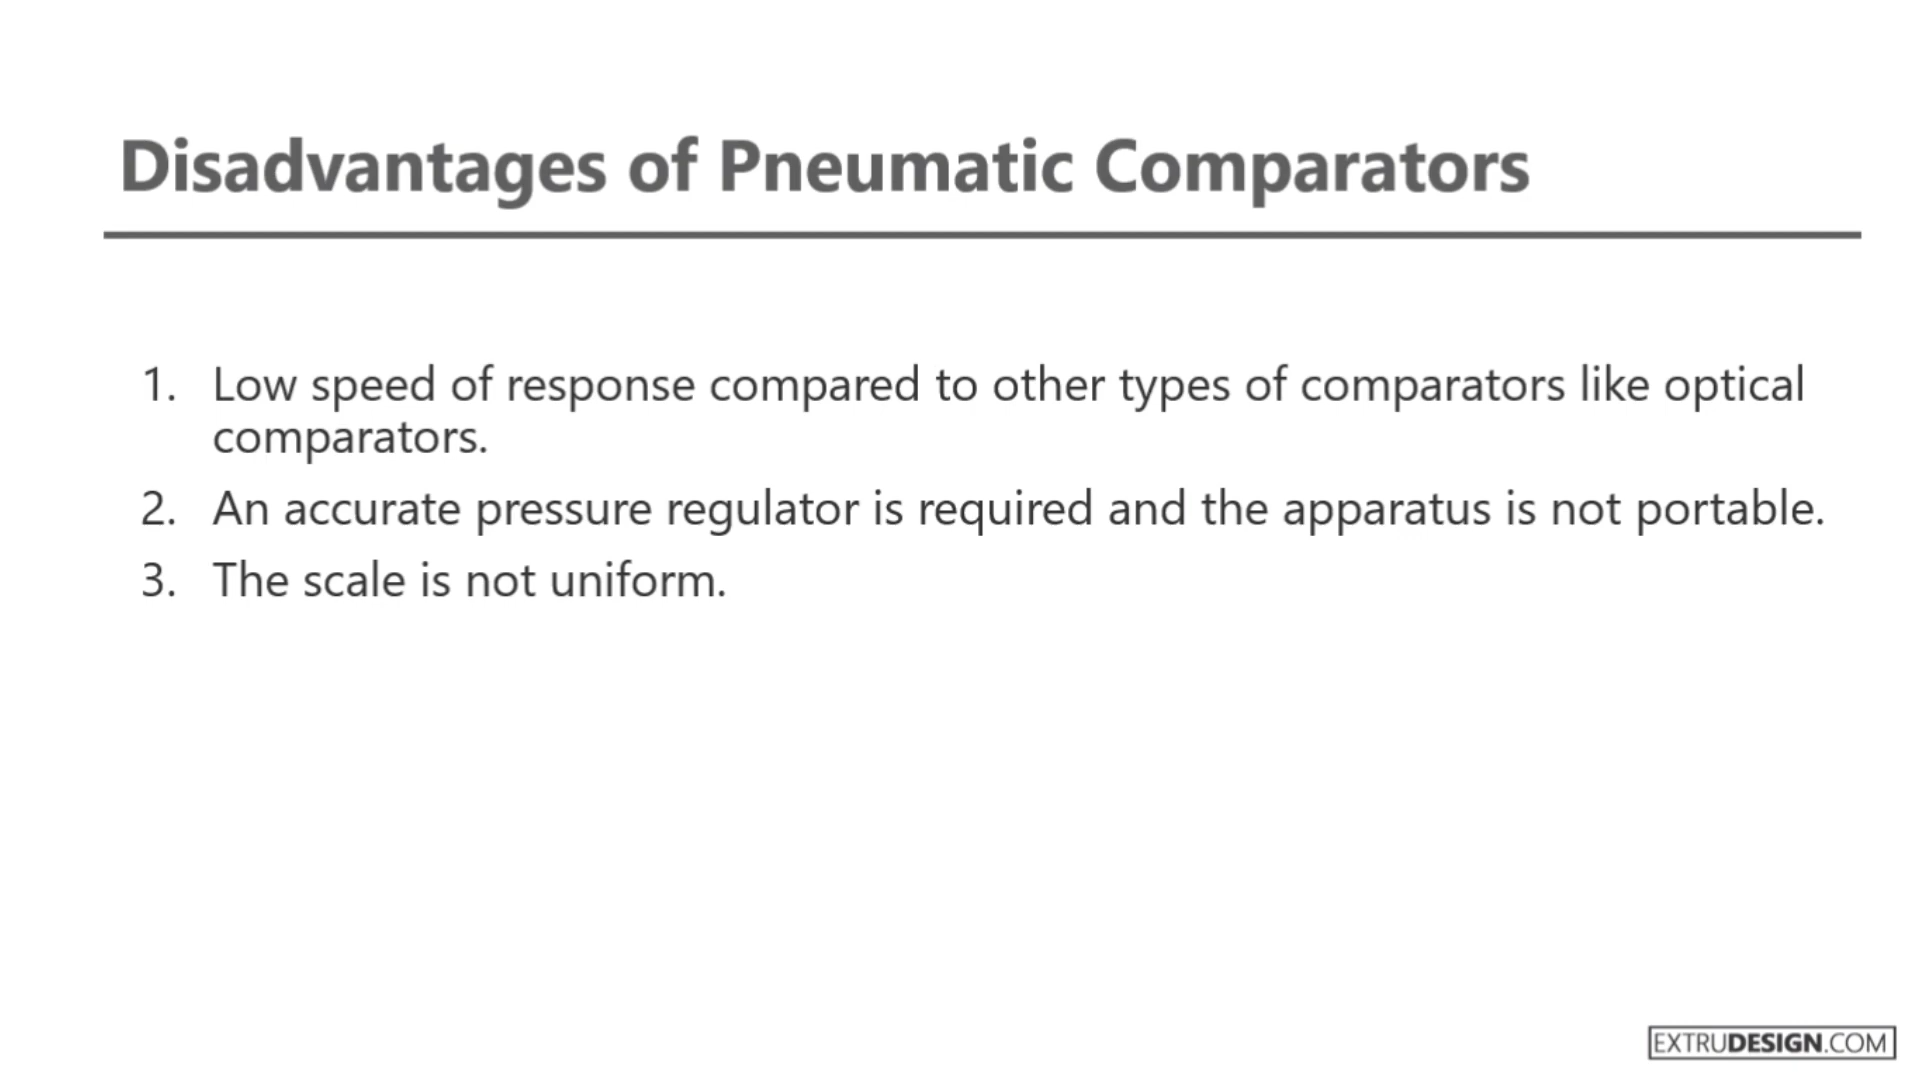 Disadvantages of Pneumatic Comparators
1. Low speed of response compared to other types of comparators like optical
comparators.
2. An accurate pressure regulator is required and the apparatus is not portable.
3. The scale is not uniform.
EXTRUDESIGN.COM